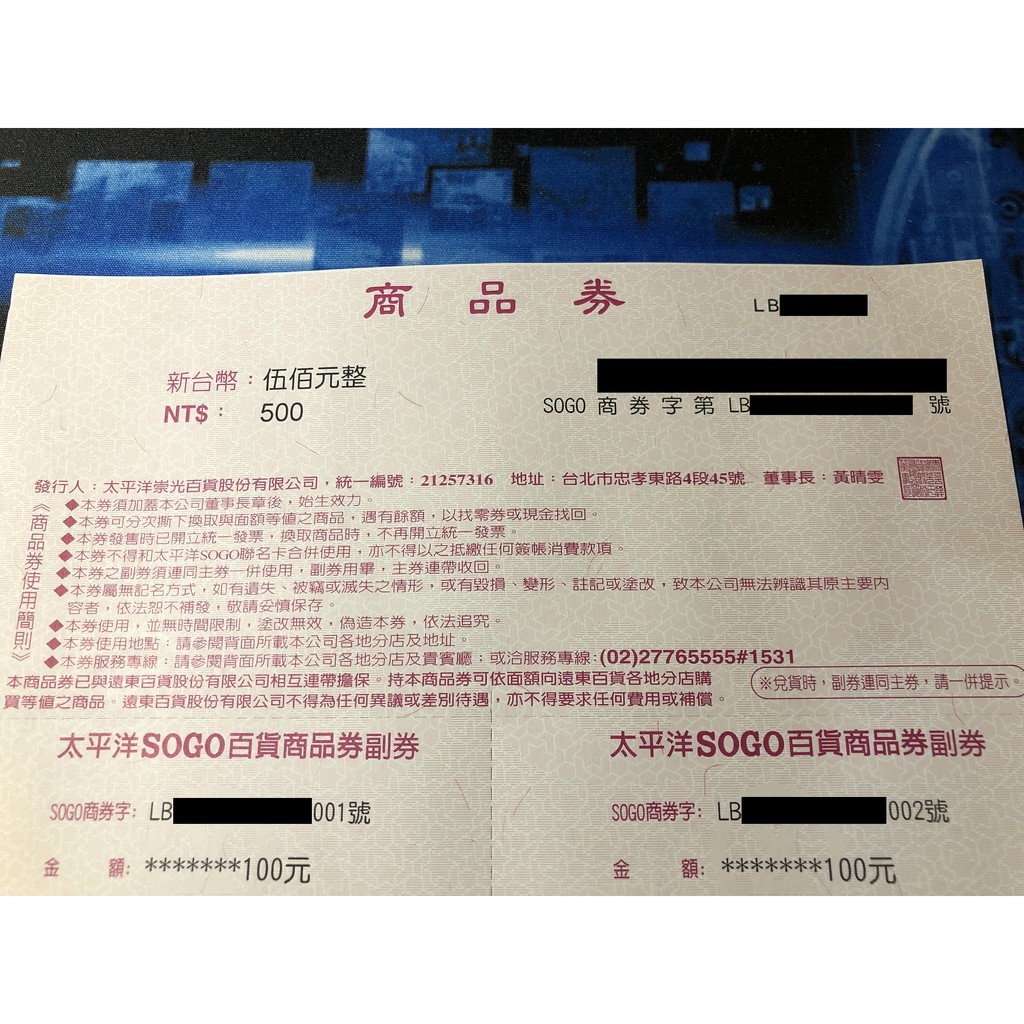 商品券
LB
新台幣：伍佰元整
NT$： 500
SOGO 商券字第 LB 號
發行人：太平洋崇光百貨股份有限公司，統一編號：21257316 地址：台北市忠孝東路4段45號 董事長：黃晴雯
《商品券使用簡則》
◆本券須加蓋本公司董事長章後，始生效力。
◆本券可分次撕下換取與面額等值之商品，遇有餘額，以找零券或現金找回。
◆本券發售時已開立統一發票，換取商品時，不再開立統一發票。
◆本券不得和太平洋SOGO聯名卡合併使用，亦不得以之抵繳任何簽帳消費款項。
◆本券之副券須連同主券一併使用，副券用畢，主券連帶收回。
◆本券屬無記名方式，如有遺失、被竊或滅失之情形，或有毀損、變形、註記或塗改，致本公司無法辨識其原主要內
容者，依法恕不補發，敬請妥慎保存。
◆本券使用，並無時間限制，塗改無效，偽造本券，依法追究。
◆本券使用地點：請參閱背面所載本公司各地分店及地址。
◆本券服務專線：請參閱背面所載本公司各地分店及貴賓廳；或洽服務專線：(02)27765555#1531
本商品券已與遠東百貨股份有限公司相互連帶擔保。持本商品券可依面額向遠東百貨各地分店購
買等值之商品。遠東百貨股份有限公司不得為任何異議或差別待遇，亦不得要求任何費用或補償。
※兌貨時，副券連同主券，請一併提示。
太平洋SOGO百貨商品券副券
SOGO商券字：LB 001號
金 額：*******100元
太平洋SOGO百貨商品券副券
SOGO商券字：LB 002號
金 額：*******100元